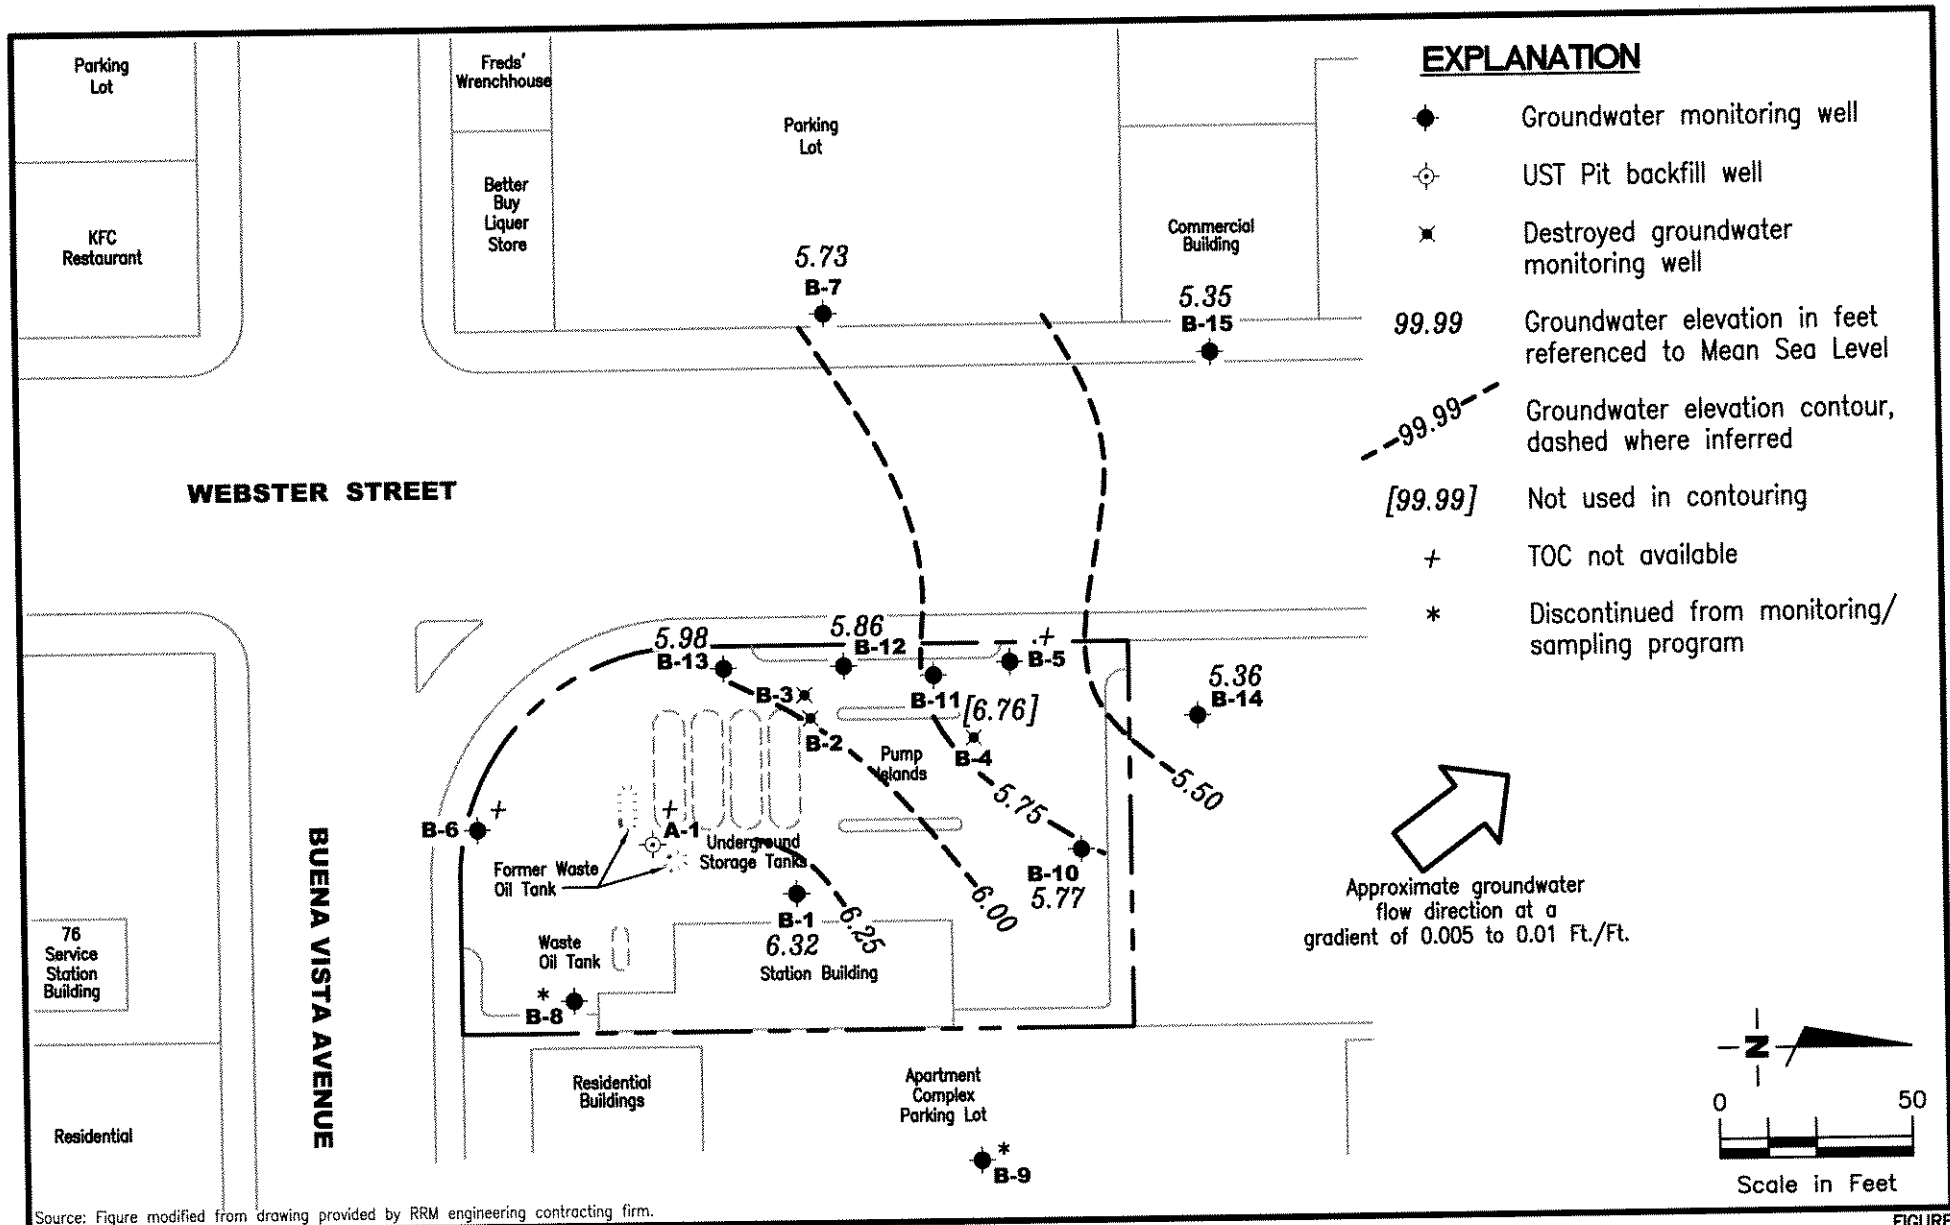 Parking
Lot
KFC
Restaurant
Freds'
Wrenchhouse
Better
Buy
Liquer
Store
Parking
Lot
5.73
B-7
Commercial
Building
5.35
B-15
EXPLANATION
Groundwater monitoring well
UST Pit backfill well
Destroyed groundwater
monitoring well
99.99 Groundwater elevation in feet
referenced to Mean Sea Level
99.99 Groundwater elevation contour,
dashed where inferred
[99.99] Not used in contouring
+ TOC not available
* Discontinued from monitoring/
sampling program
WEBSTER STREET
BUENA VISTA AVENUE
5.98
B-13
5.86
B-12
+
B-5
B-3
B-2
B-11
[6.76]
B-4
5.36
B-14
Pump
Islands
5.75
5.50
B-6 +
+
A-1
Underground
Storage Tanks
Former Waste
Oil Tank
B-10
5.77
6.00
6.25
B-1
6.32
Station Building
Waste
Oil Tank
*
B-8
76
Service
Station
Building
Residential
Residential
Buildings
Apartment
Complex
Parking Lot
*
B-9
Approximate groundwater
flow direction at a
gradient of 0.005 to 0.01 Ft./Ft.
N
0 50
Scale in Feet
Source: Figure modified from drawing provided by RRM engineering contracting firm.
FIGURE